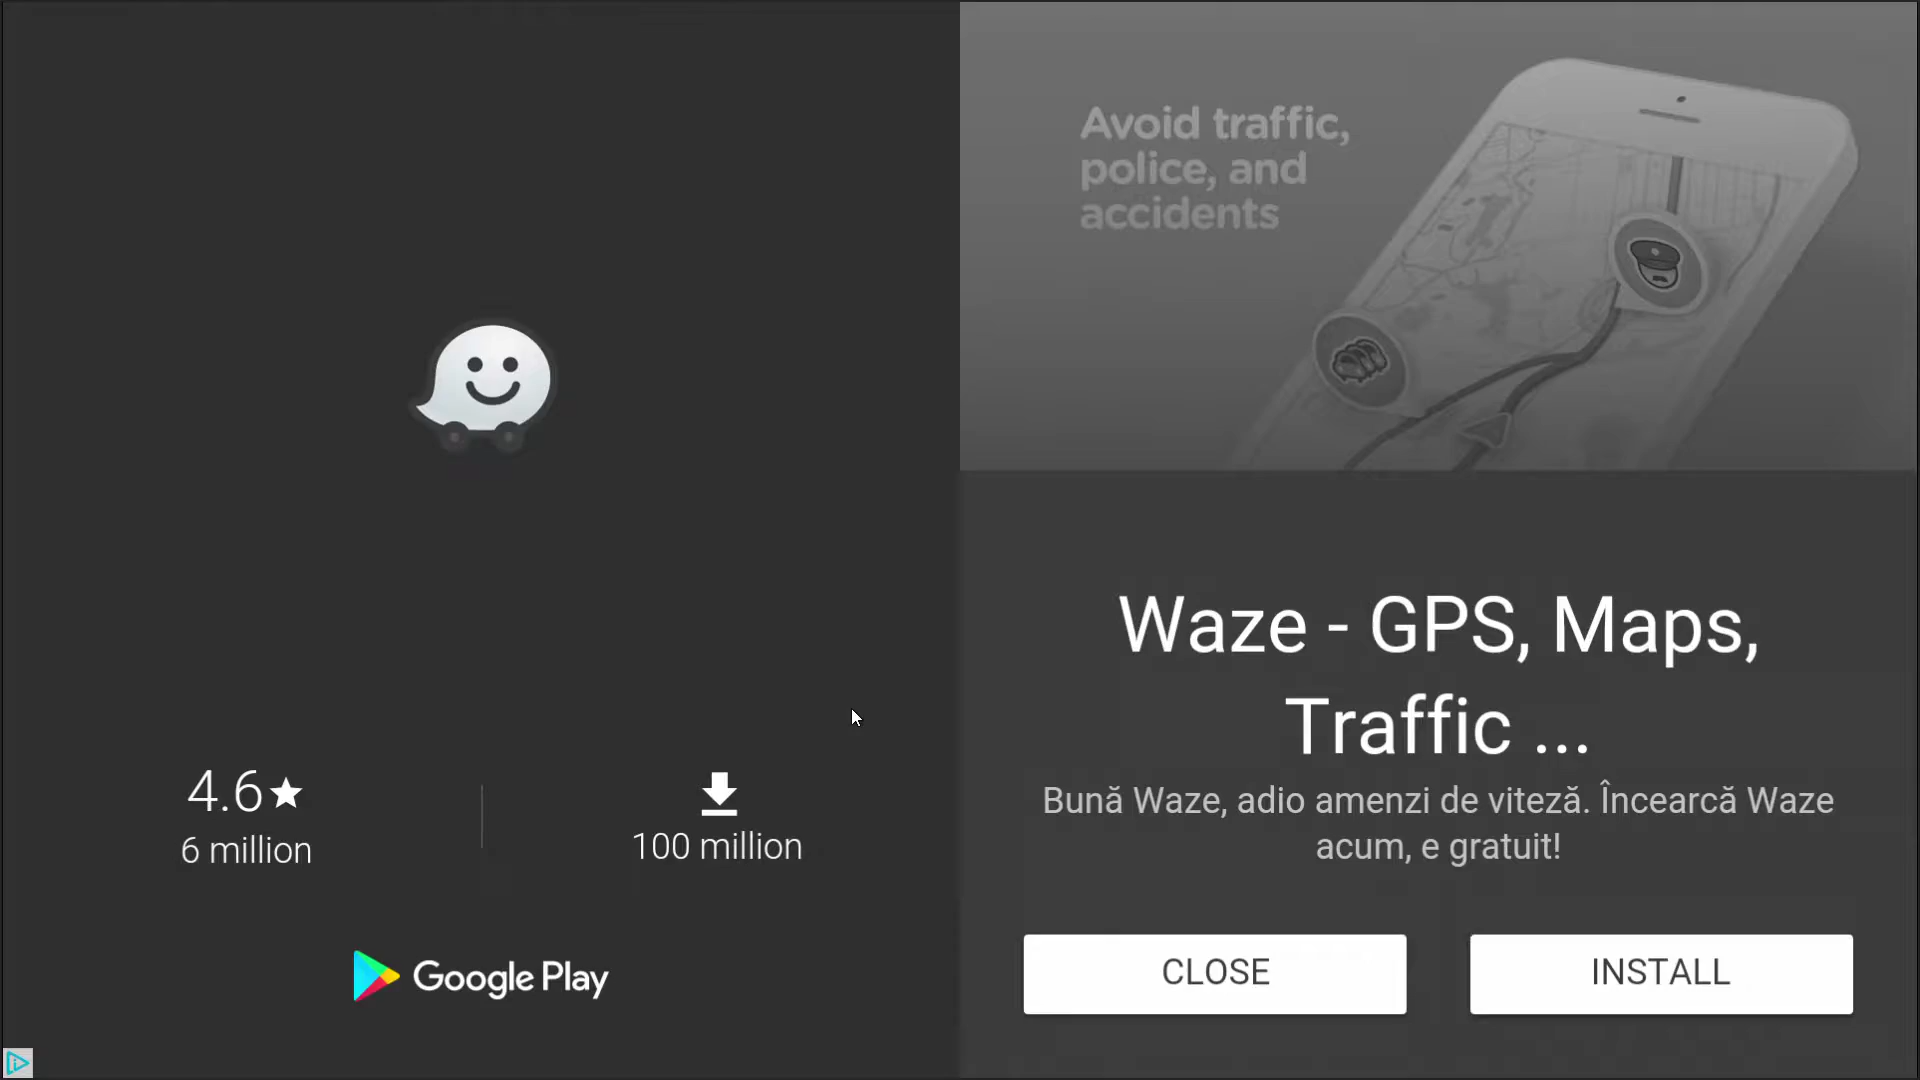 Avoid traffic,
police, and
accidents
4.6★
6 million
100 million
Google Play
Waze - GPS, Maps,
Traffic ...
Bună Waze, adio amenzi de viteză. Încearcă Waze
acum, e gratuit!
CLOSE
INSTALL